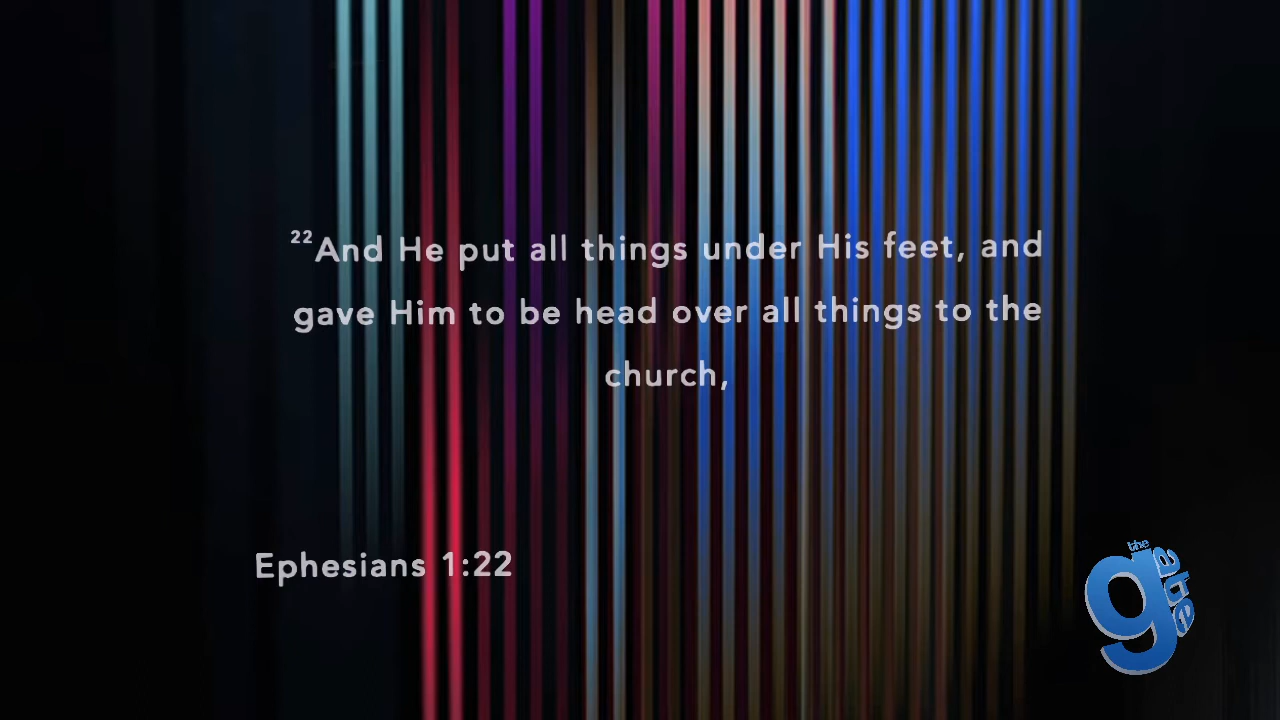 ²²And He put all things under His feet, and
gave Him to be head over all things to the
church,
Ephesians 1:22
the
gate